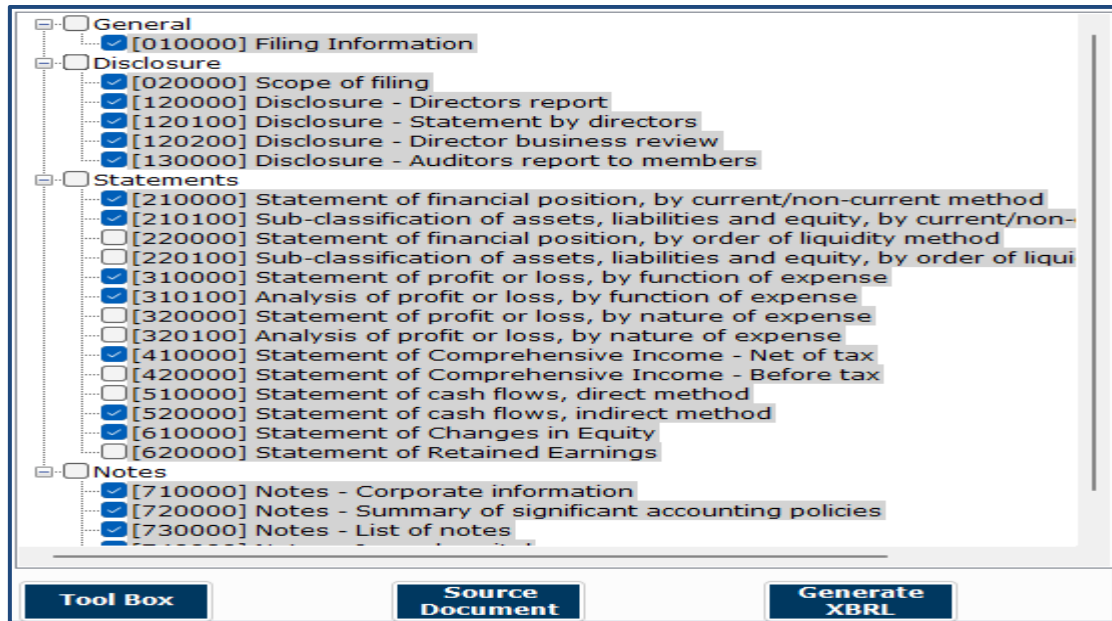 General
[010000] Filing Information
Disclosure
[020000] Scope of filing
[120000] Disclosure - Directors report
[120100] Disclosure - Statement by directors
[120200] Disclosure - Director business review
[130000] Disclosure - Auditors report to members
Statements
[210000] Statement of financial position, by current/non-current method
[210100] Sub-classification of assets, liabilities and equity, by current/non-
[220000] Statement of financial position, by order of liquidity method
[220100] Sub-classification of assets, liabilities and equity, by order of liqui
[310000] Statement of profit or loss, by function of expense
[310100] Analysis of profit or loss, by function of expense
[320000] Statement of profit or loss, by nature of expense
[320100] Analysis of profit or loss, by nature of expense
[410000] Statement of Comprehensive Income - Net of tax
[420000] Statement of Comprehensive Income - Before tax
[510000] Statement of cash flows, direct method
[520000] Statement of cash flows, indirect method
[610000] Statement of Changes in Equity
[620000] Statement of Retained Earnings
Notes
[710000] Notes - Corporate information
[720000] Notes - Summary of significant accounting policies
[730000] Notes - List of notes
Tool Box
Source
Document
Generate
XBRL